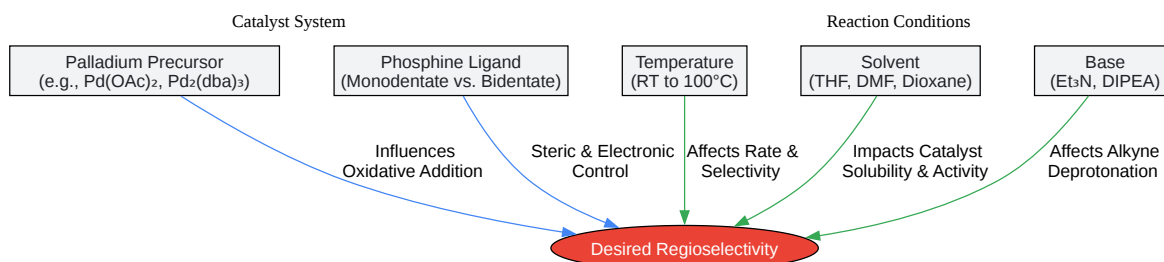 Catalyst System
Reaction Conditions
Palladium Precursor
(e.g., Pd(OAc)₂, Pd₂(dba)₃)
Phosphine Ligand
(Monodentate vs. Bidentate)
Temperature
(RT to 100°C)
Solvent
(THF, DMF, Dioxane)
Base
(Et₃N, DIPEA)
Influences
Oxidative Addition
Steric & Electronic
Control
Affects Rate &
Selectivity
Impacts Catalyst
Solubility & Activity
Affects Alkyne
Deprotonation
Desired Regioselectivity